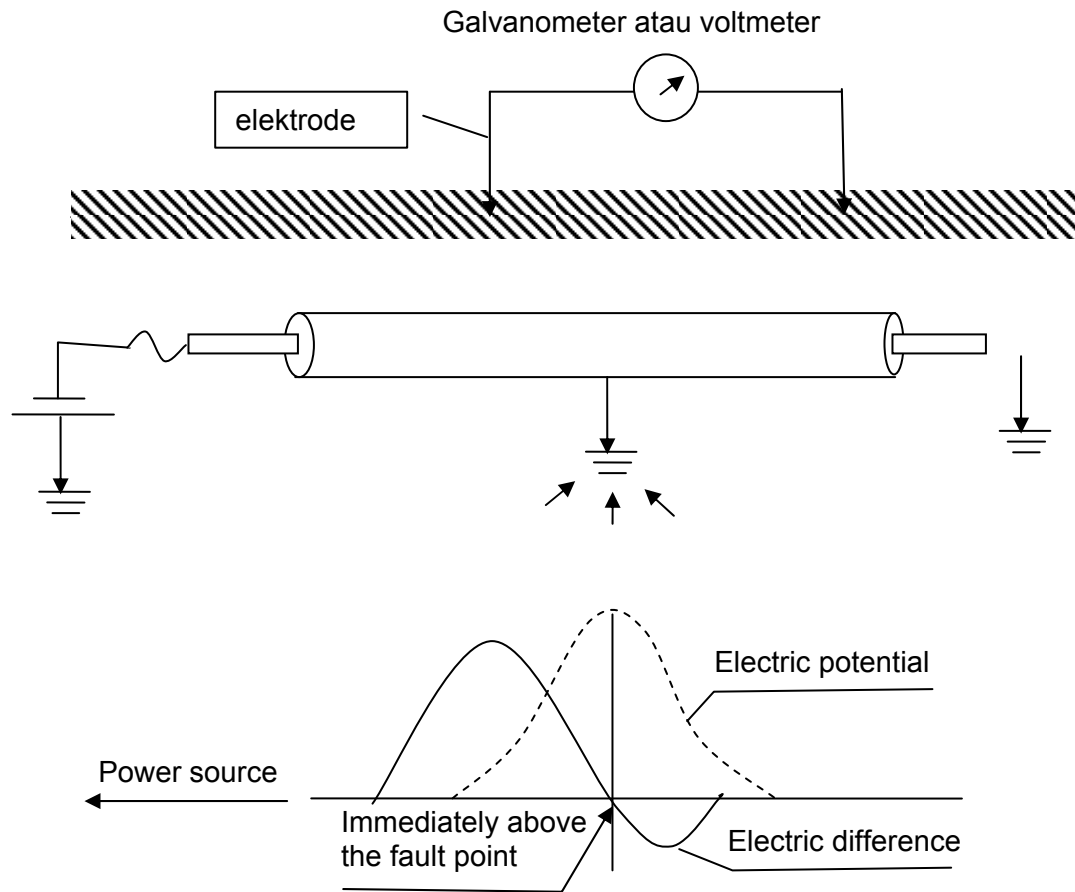 Galvanometer atau voltmeter
elektrode
Electric potential
Power source
Immediately above
the fault point
Electric difference